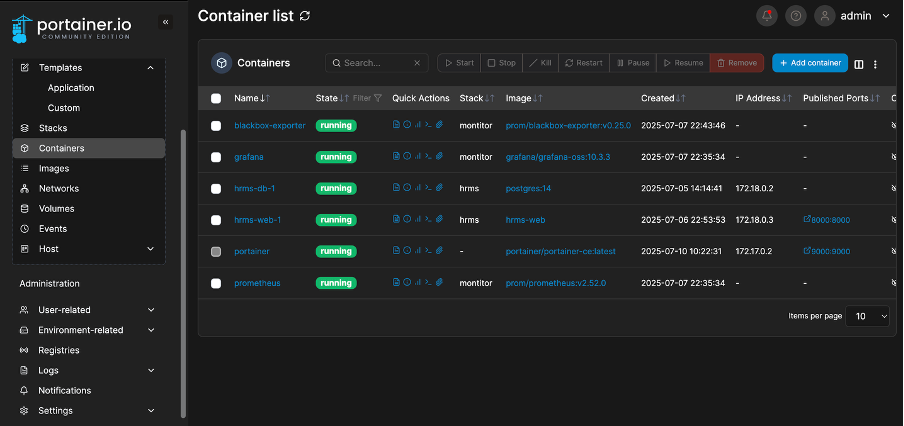 portainer.io
COMMUNITY EDITION
«
Templates
Application
Custom
Stacks
Containers
Images
Networks
Volumes
Events
Host
Administration
User-related
Environment-related
Registries
Logs
Notifications
Settings
Container list
admin
Containers
Search...
Start Stop Kill Restart Pause Resume Remove
+ Add container
Name State Filter Quick Actions Stack Image Created IP Address Published Ports
blackbox-exporter running montitor prom/blackbox-exporter:v0.25.0 2025-07-07 22:43:46 - -
grafana running montitor grafana/grafana-oss:10.3.3 2025-07-07 22:35:34 - -
hrms-db-1 running hrms postgres:14 2025-07-05 14:14:41 172.18.0.2 -
hrms-web-1 running hrms hrms-web 2025-07-06 22:53:53 172.18.0.3 8000:8000
portainer running - portainer/portainer-ce:latest 2025-07-10 10:22:31 172.17.0.2 9000:9000
prometheus running montitor prom/prometheus:v2.52.0 2025-07-07 22:35:34 - -
Items per page 10